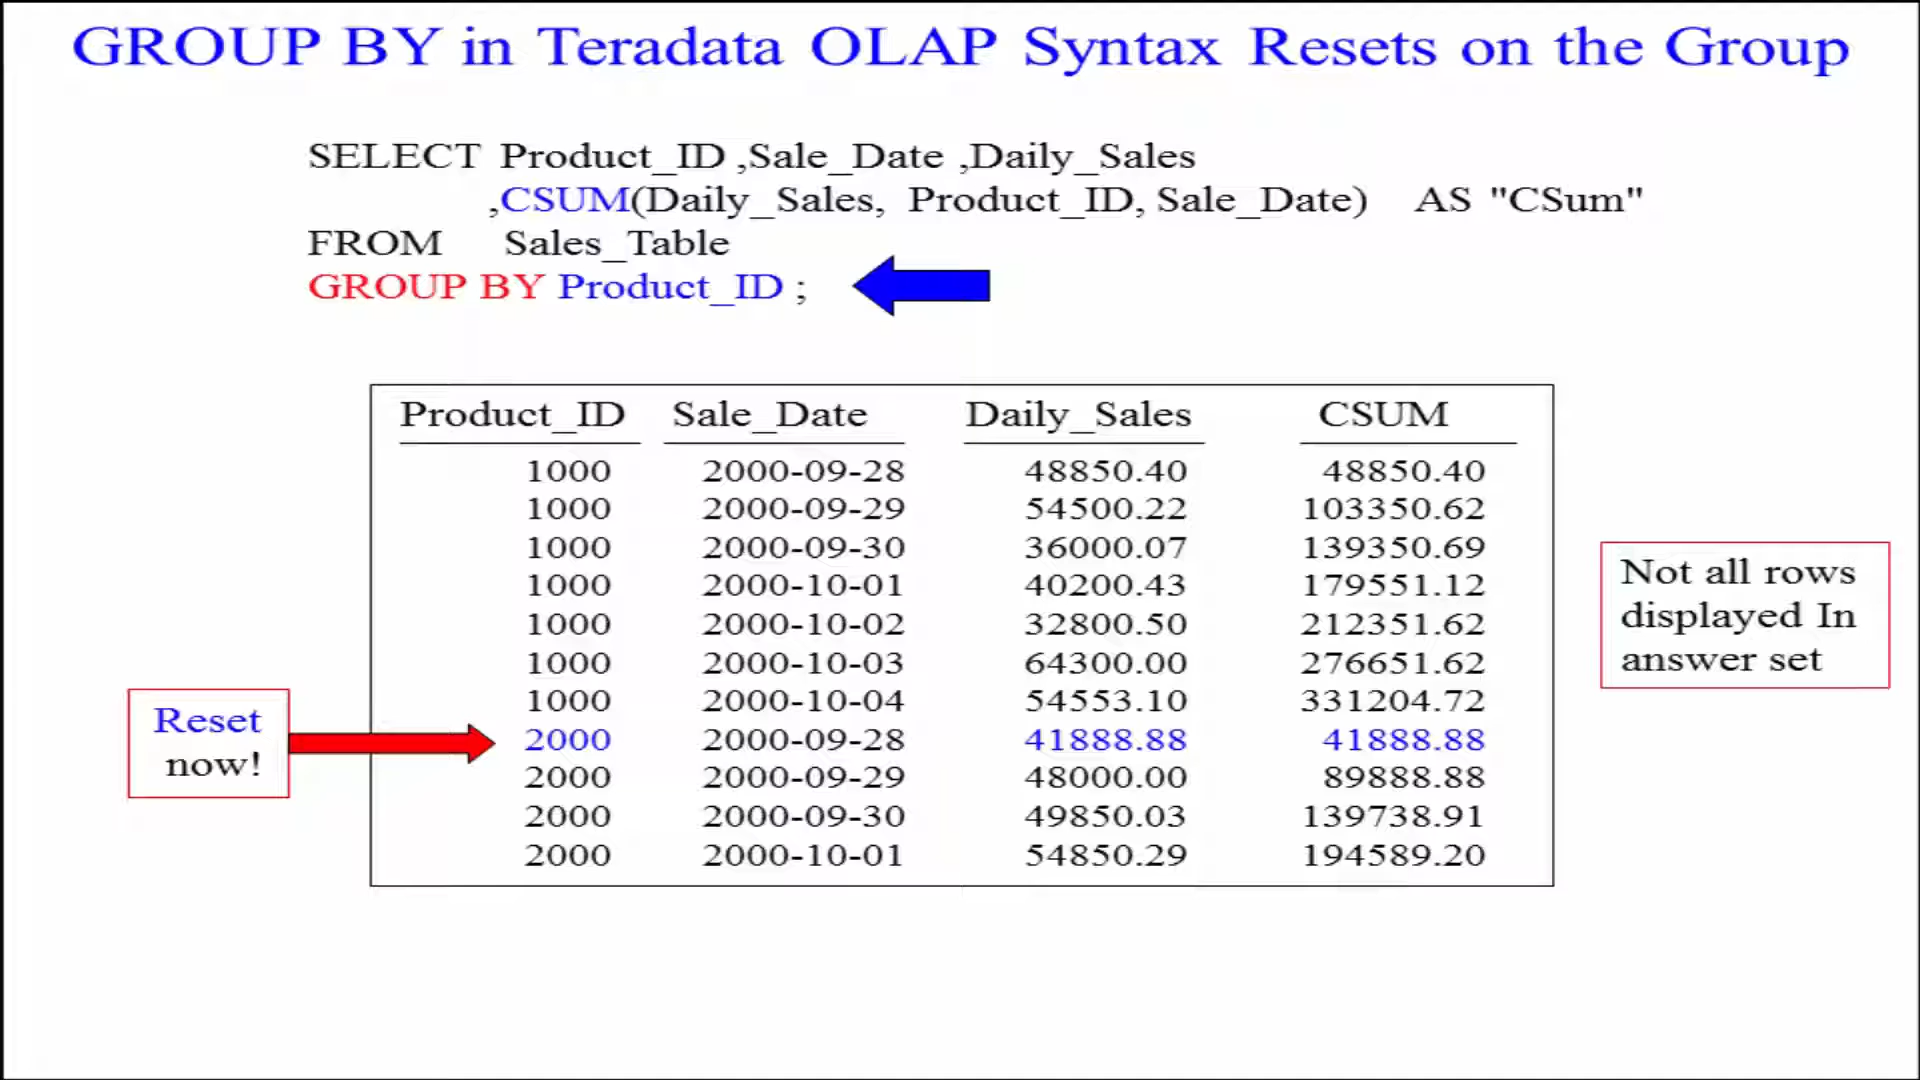 GROUP BY in Teradata OLAP Syntax Resets on the Group
SELECT Product_ID ,Sale_Date ,Daily_Sales
,CSUM(Daily_Sales, Product_ID, Sale_Date) AS "CSum"
FROM Sales_Table
GROUP BY Product_ID ;
Product_ID Sale_Date Daily_Sales CSUM
1000 2000-09-28 48850.40 48850.40
1000 2000-09-29 54500.22 103350.62
1000 2000-09-30 36000.07 139350.69
1000 2000-10-01 40200.43 179551.12
1000 2000-10-02 32800.50 212351.62
1000 2000-10-03 64300.00 276651.62
1000 2000-10-04 54553.10 331204.72
2000 2000-09-28 41888.88 41888.88
2000 2000-09-29 48000.00 89888.88
2000 2000-09-30 49850.03 139738.91
2000 2000-10-01 54850.29 194589.20
Reset
now!
Not all rows
displayed In
answer set